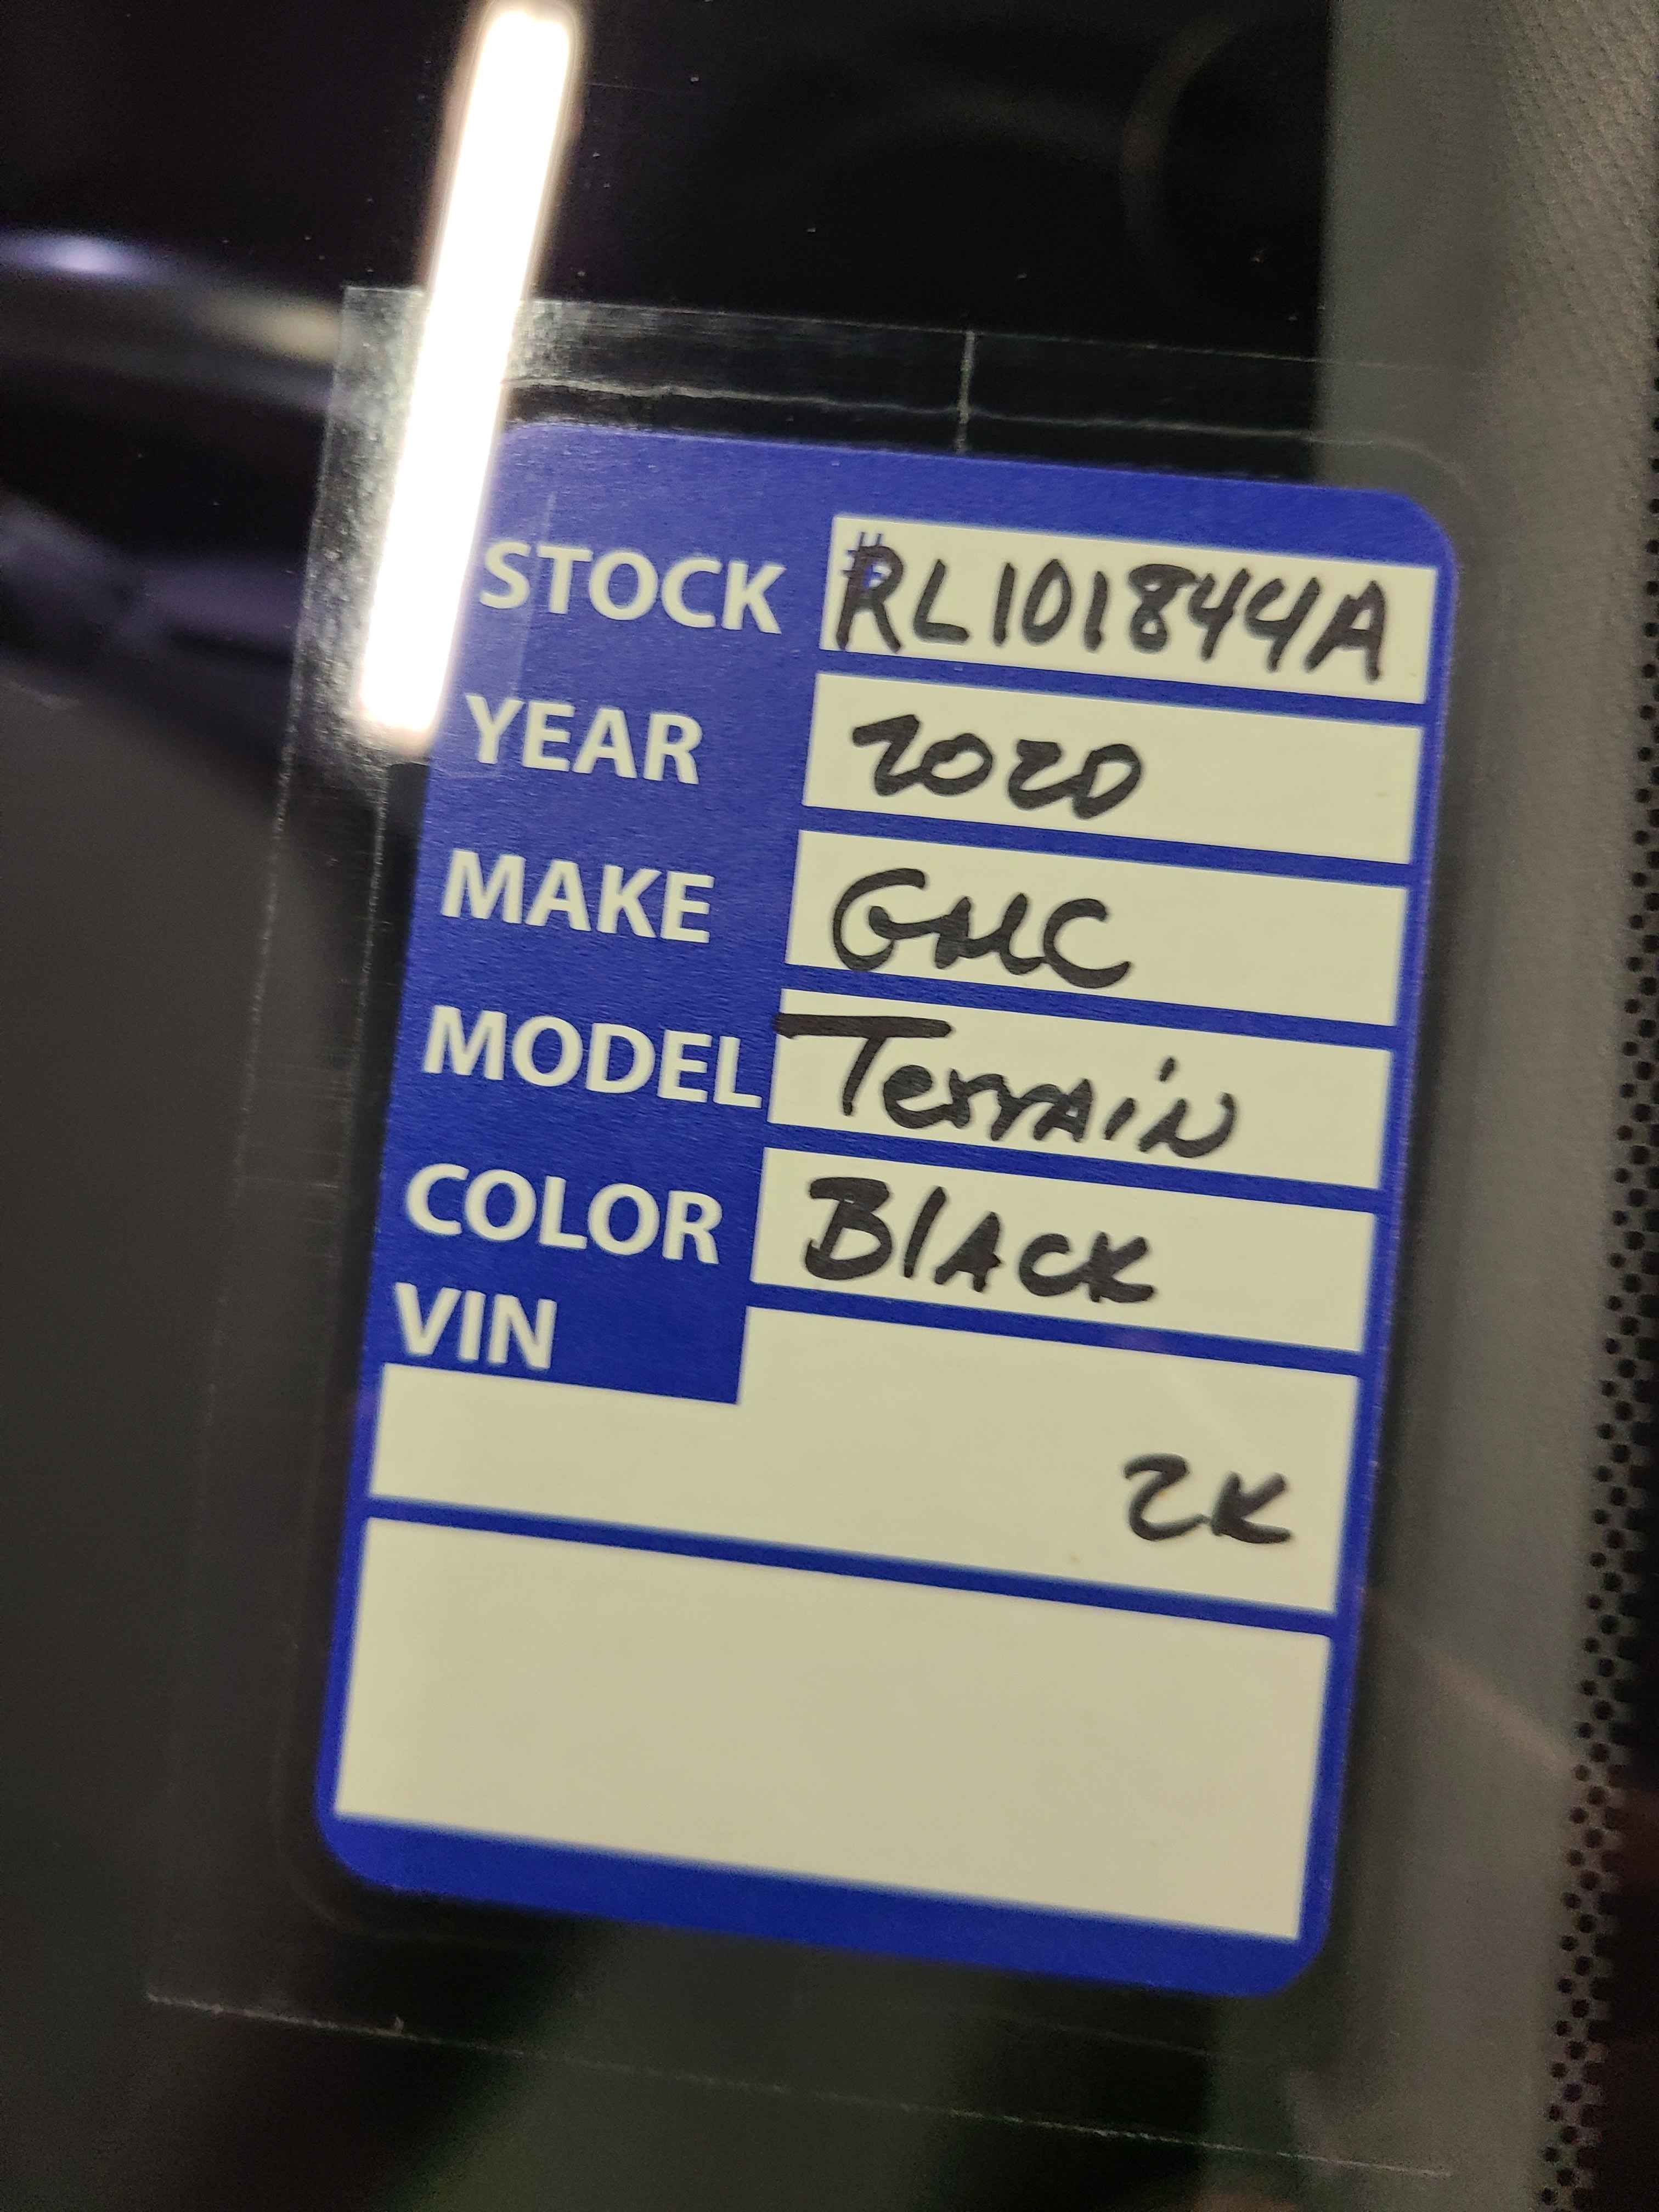 STOCK #RL101844A
YEAR 2020
MAKE GMC
MODEL Terrain
COLOR Black
VIN
2K